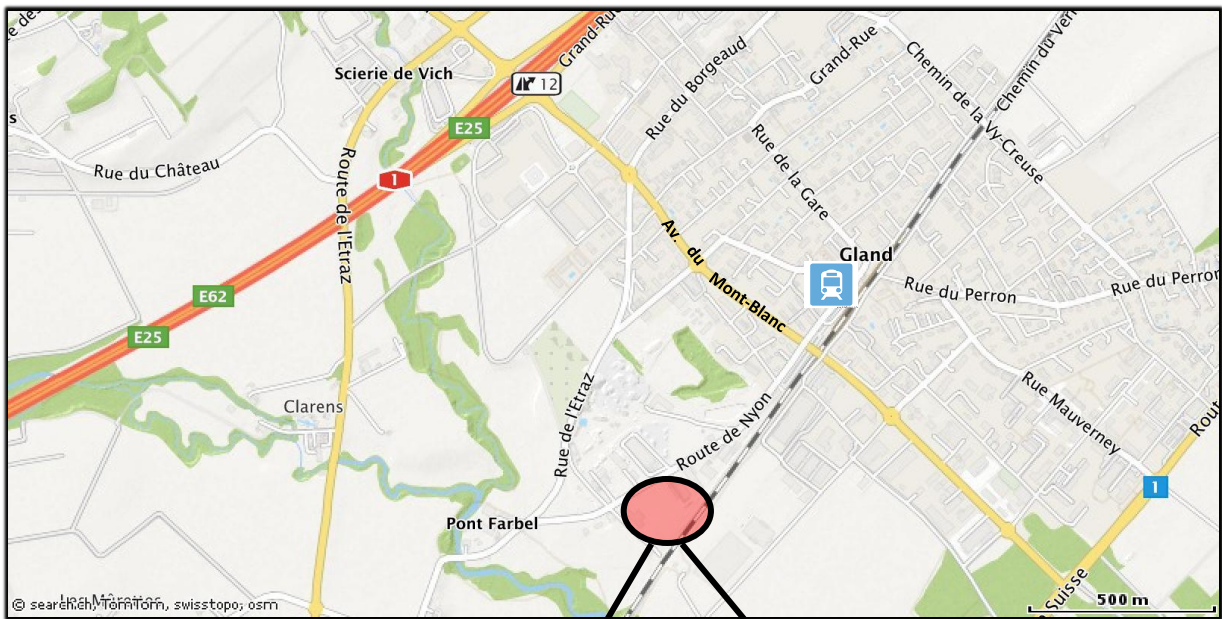 Grand-Ru
Scierie de Vich
12
Rue du Borgeaud
Grand-Rue
Chemin de la Vy-Creuse
Chemin du Ven
s
E25
Rue du Château
1
Route de l'Etraz
Rue de la Gare
Av. du Mont-Blanc
Gland
Rue du Perron
Rue du Perron
E62
E25
Clarens
Rue de l'Etraz
Route de Nyon
Rue Mauverney
Rout
1
Pont Farbel
Suisse
500 m
© search.ch, TomTom, swisstopo, osm